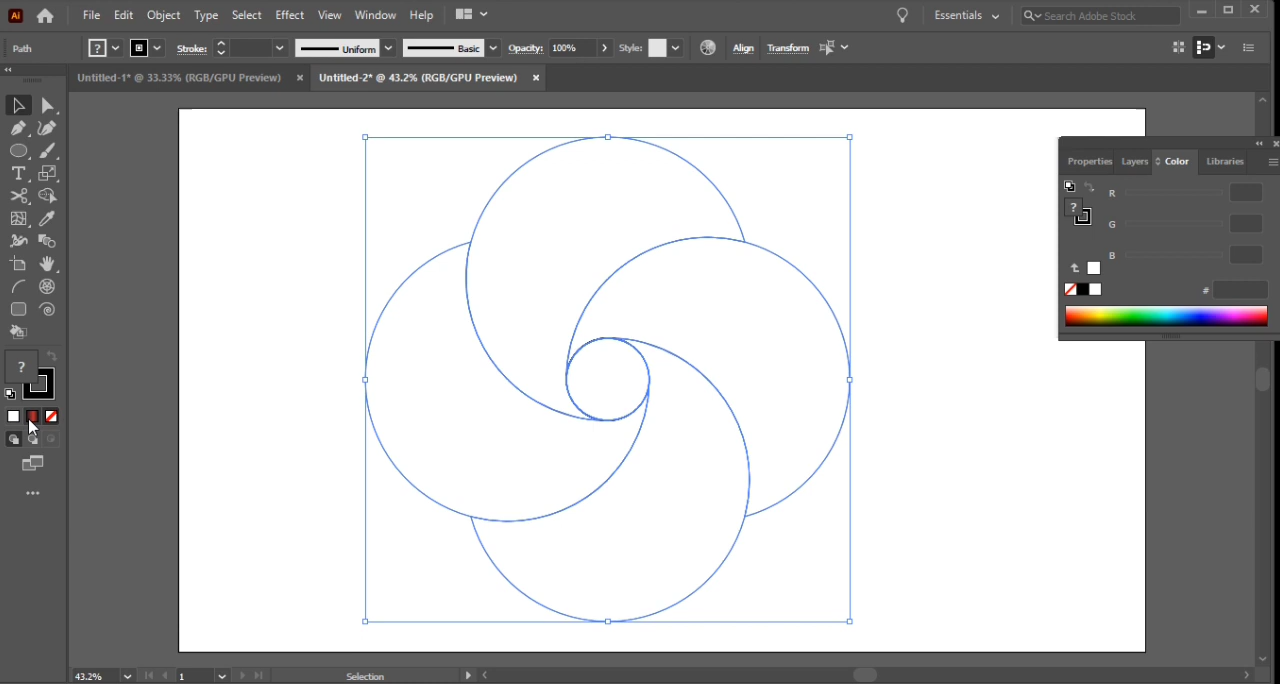 Ai File Edit Object Type Select Effect View Window Help Essentials Search Adobe Stock
Path ? Stroke: Uniform Basic Opacity: 100% Style: Align Transform
Untitled-1* @ 33.33% (RGB/GPU Preview) × Untitled-2* @ 43.2% (RGB/GPU Preview) ×
Properties Layers Color Libraries
R
?
G
B
#
T
?
43.2% 1 Selection